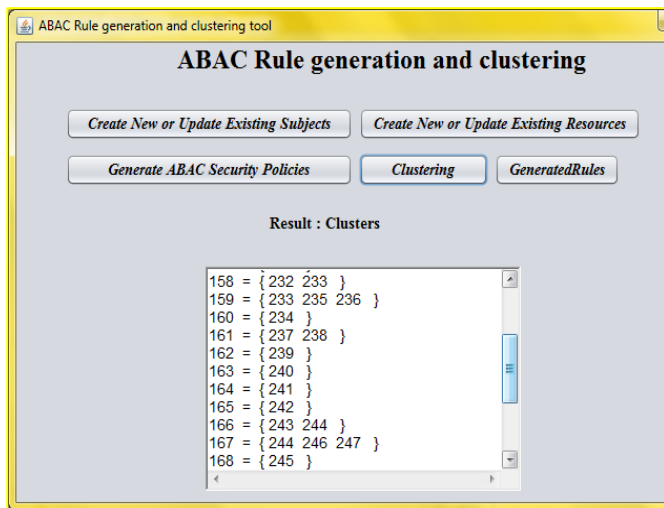 ABAC Rule generation and clustering tool
ABAC Rule generation and clustering
Create New or Update Existing Subjects Create New or Update Existing Resources
Generate ABAC Security Policies Clustering GeneratedRules
Result : Clusters
158 = { 232 233 }
159 = { 233 235 236 }
160 = { 234 }
161 = { 237 238 }
162 = { 239 }
163 = { 240 }
164 = { 241 }
165 = { 242 }
166 = { 243 244 }
167 = { 244 246 247 }
168 = { 245 }